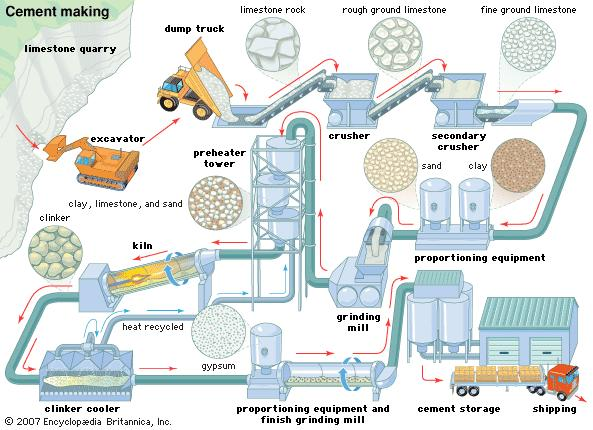 Cement making
limestone quarry
dump truck
limestone rock
rough ground limestone
fine ground limestone
excavator
crusher
secondary
crusher
preheater
tower
sand
clay
clay, limestone, and sand
clinker
kiln
proportioning equipment
grinding
mill
heat recycled
gypsum
clinker cooler
proportioning equipment and
finish grinding mill
cement storage
shipping
© 2007 Encyclopædia Britannica, Inc.